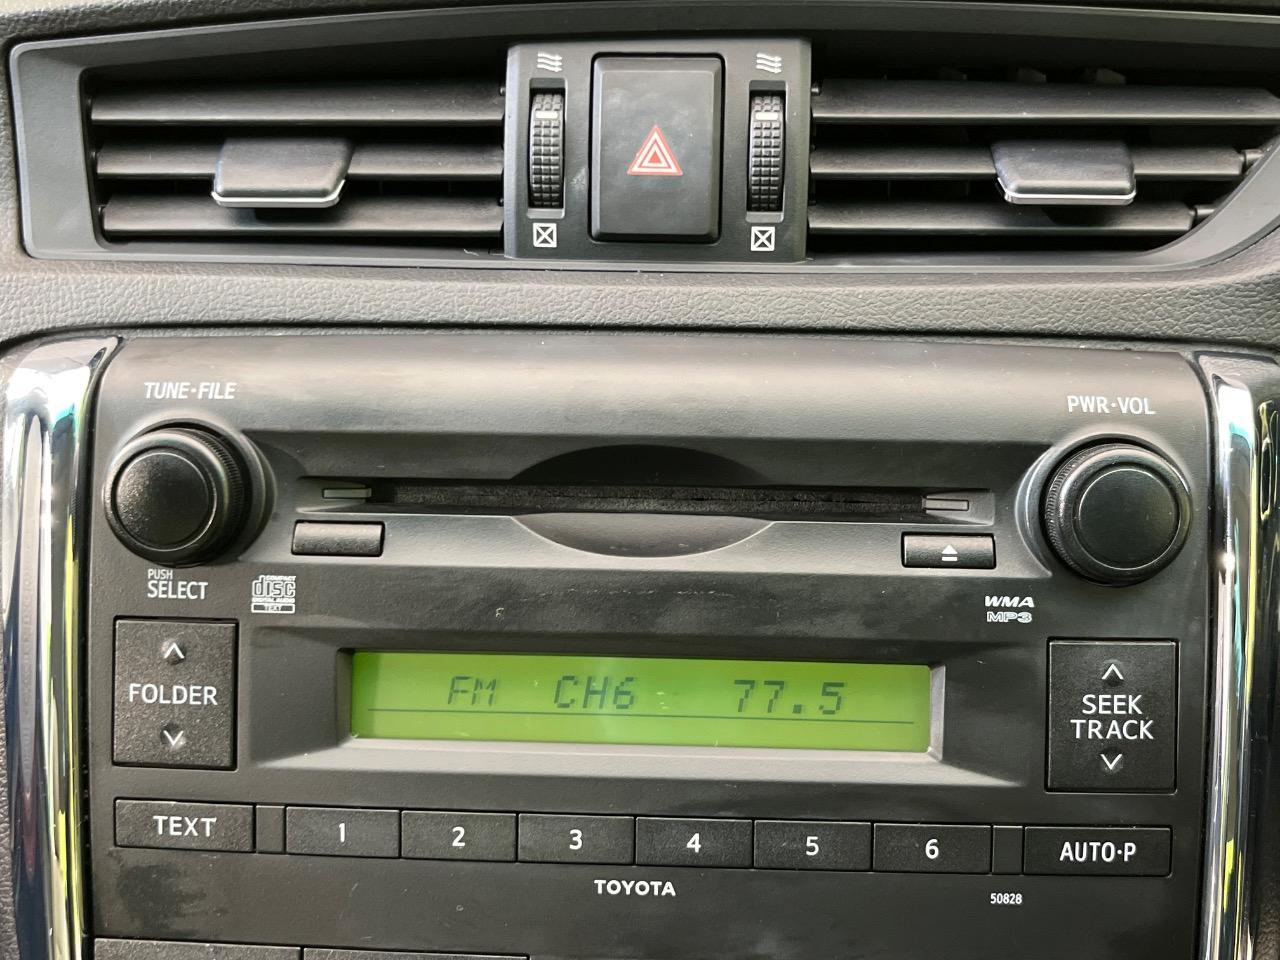 TUNE•FILE
PWR•VOL
PUSH
SELECT
COMPACT
disc
DIGITAL AUDIO
TEXT
WMA
MP3
FOLDER
FM CH6 77.5
SEEK
TRACK
TEXT 1 2 3 4 5 6 AUTO•P
TOYOTA
50828